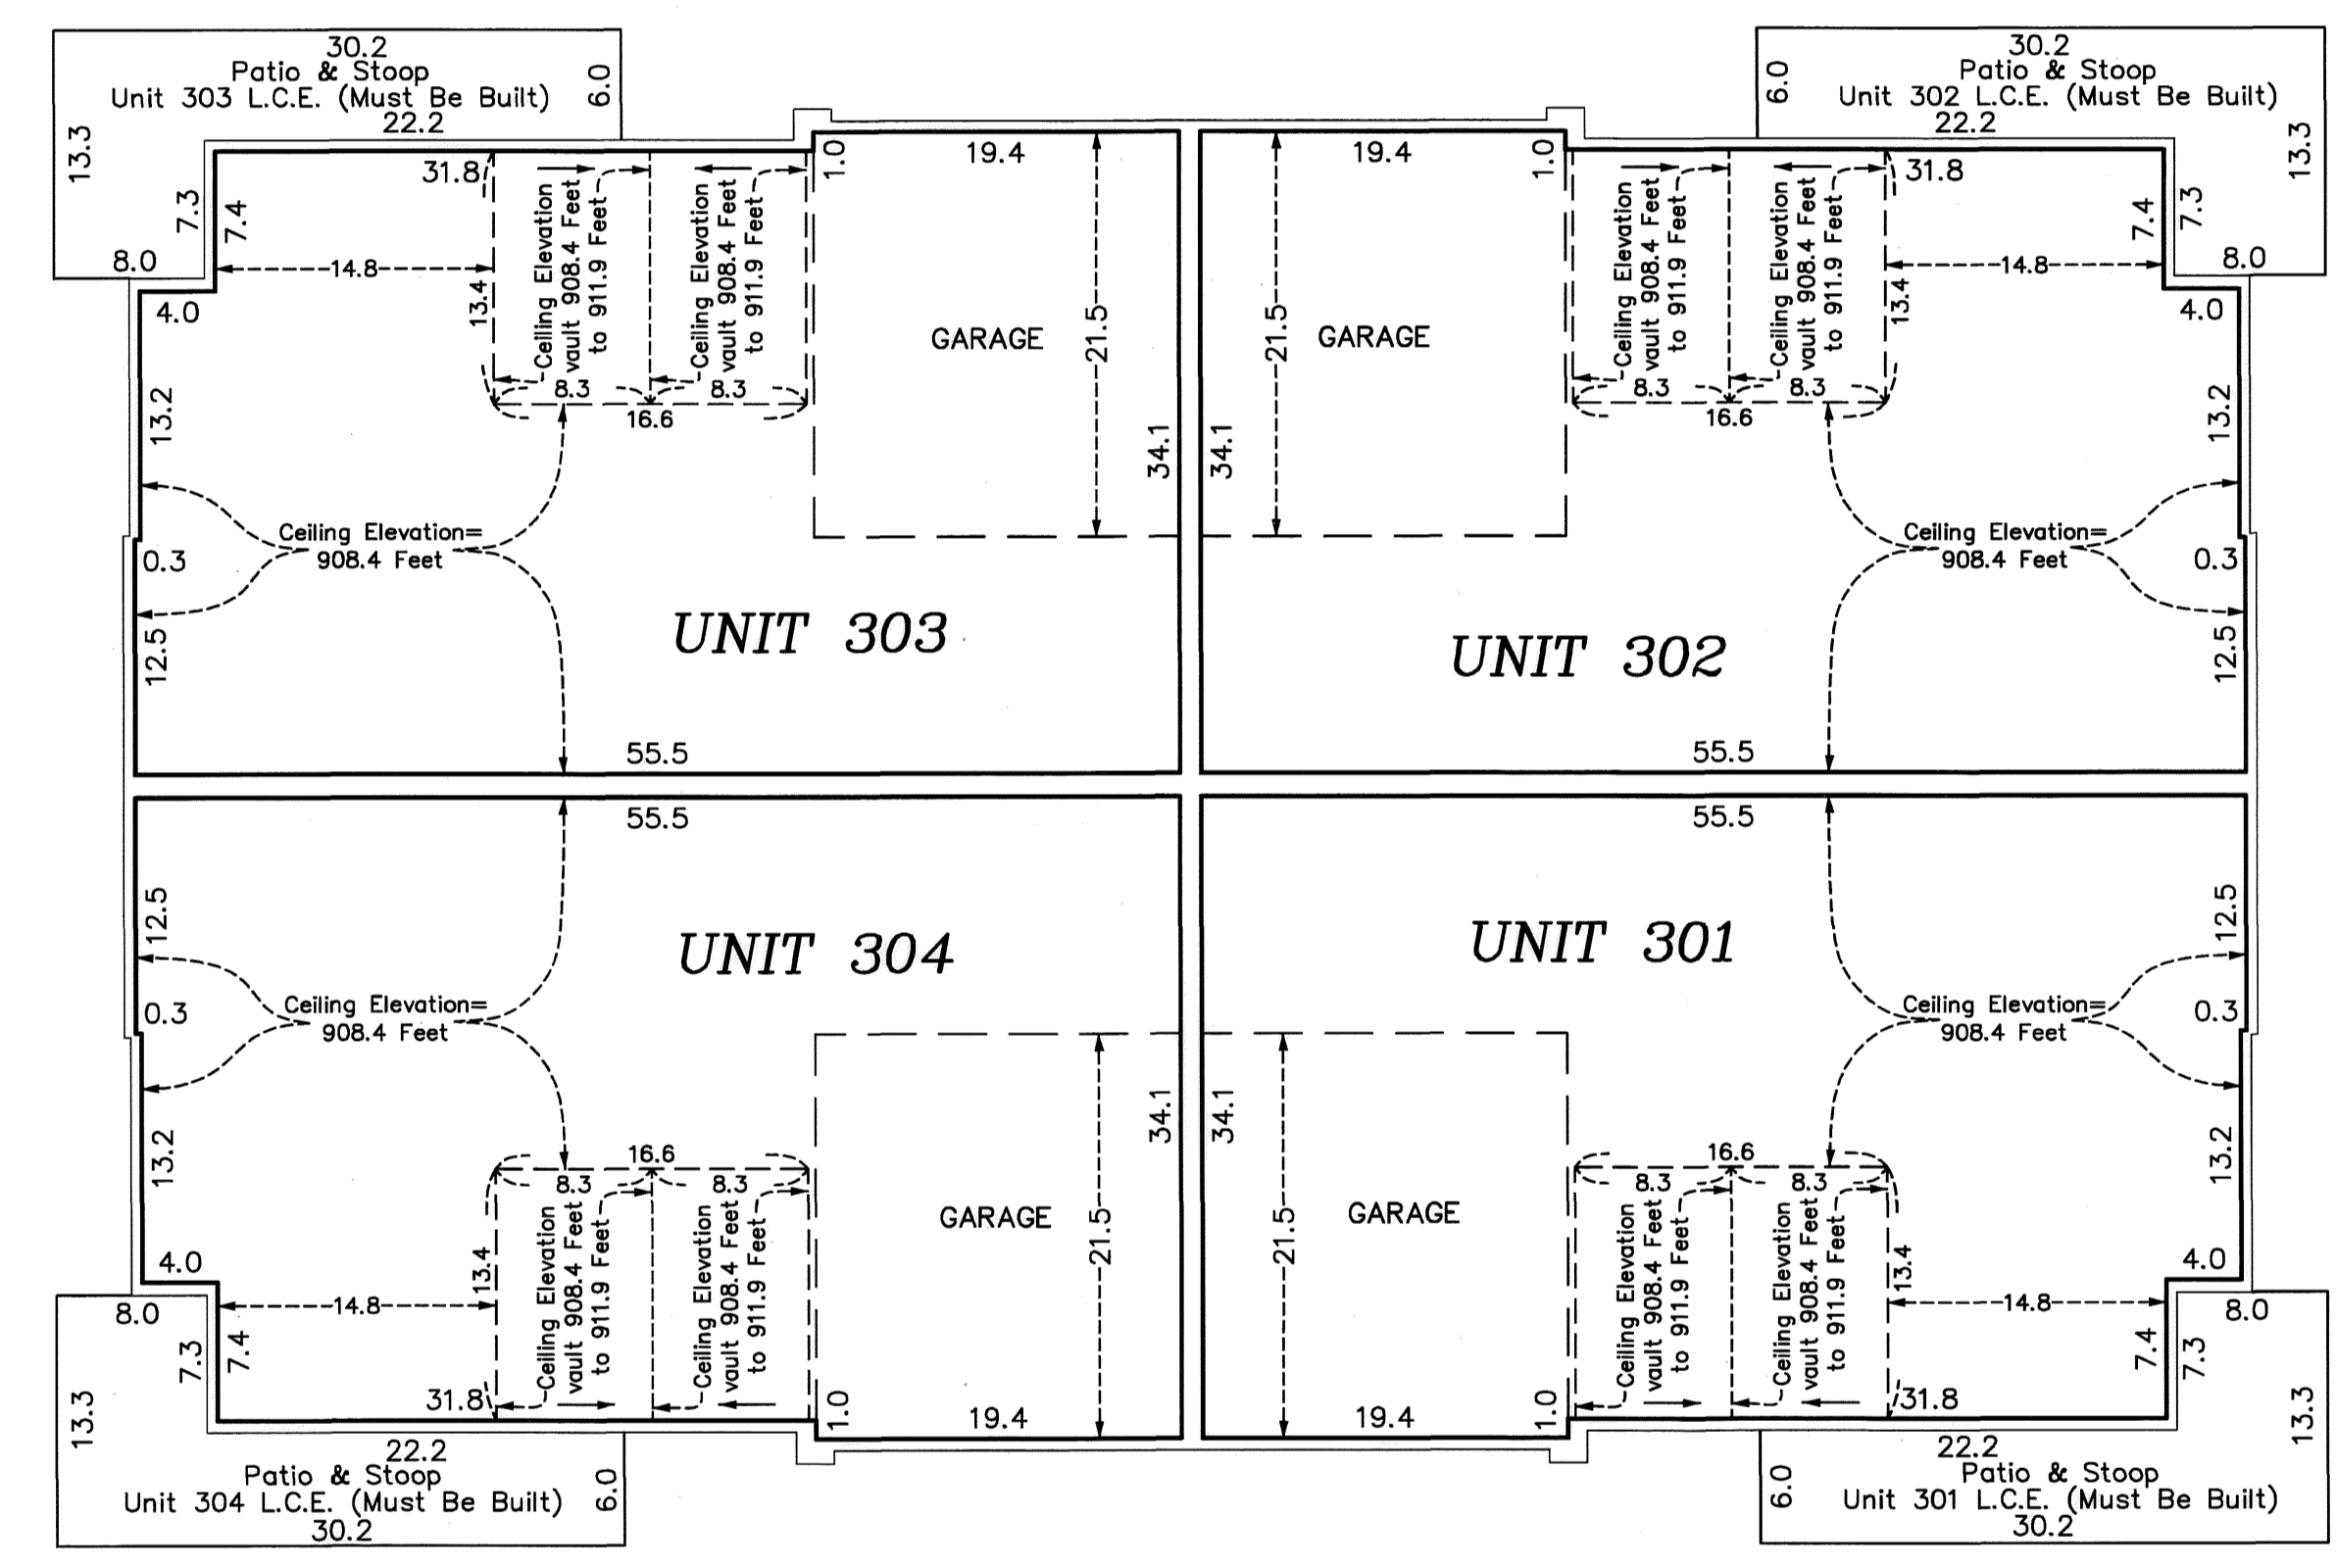 30.2
Patio & Stoop
Unit 303 L.C.E. (Must Be Built)
22.2
6.0
13.3
7.3
7.4
8.0
4.0
31.8
14.8
13.4
Ceiling Elevation
vault 908.4 Feet
to 911.9 Feet
Ceiling Elevation
vault 908.4 Feet
to 911.9 Feet
8.3
8.3
16.6
1.0
19.4
GARAGE
21.5
34.1
13.2
Ceiling Elevation=
908.4 Feet
0.3
12.5
UNIT 303
55.5
30.2
Patio & Stoop
Unit 302 L.C.E. (Must Be Built)
22.2
6.0
13.3
19.4
1.0
31.8
7.4
7.3
8.0
4.0
14.8
13.4
Ceiling Elevation
vault 908.4 Feet
to 911.9 Feet
Ceiling Elevation
vault 908.4 Feet
to 911.9 Feet
8.3
8.3
16.6
21.5
GARAGE
34.1
13.2
Ceiling Elevation=
908.4 Feet
0.3
12.5
UNIT 302
55.5
55.5
UNIT 304
12.5
0.3
Ceiling Elevation=
908.4 Feet
13.2
34.1
GARAGE
21.5
16.6
8.3
8.3
Ceiling Elevation
vault 908.4 Feet
to 911.9 Feet
Ceiling Elevation
vault 908.4 Feet
to 911.9 Feet
13.4
14.8
4.0
8.0
7.3
7.4
31.8
1.0
19.4
13.3
22.2
Patio & Stoop
Unit 304 L.C.E. (Must Be Built)
30.2
6.0
55.5
UNIT 301
12.5
0.3
Ceiling Elevation=
908.4 Feet
13.2
34.1
21.5
GARAGE
16.6
8.3
8.3
Ceiling Elevation
vault 908.4 Feet
to 911.9 Feet
Ceiling Elevation
vault 908.4 Feet
to 911.9 Feet
13.4
14.8
4.0
8.0
7.4
7.3
31.8
1.0
19.4
13.3
22.2
6.0
Patio & Stoop
Unit 301 L.C.E. (Must Be Built)
30.2